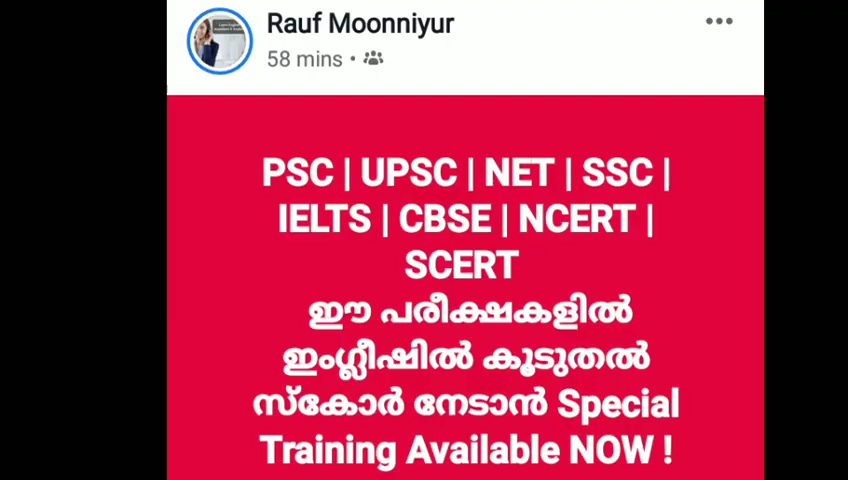 Rauf Moonniyur
58 mins •
PSC | UPSC | NET | SSC |
IELTS | CBSE | NCERT |
SCERT
ഈ പരീക്ഷകളിൽ
ഇംഗ്ലീഷിൽ കൂടുതൽ
സ്കോർ നേടാൻ Special
Training Available NOW !